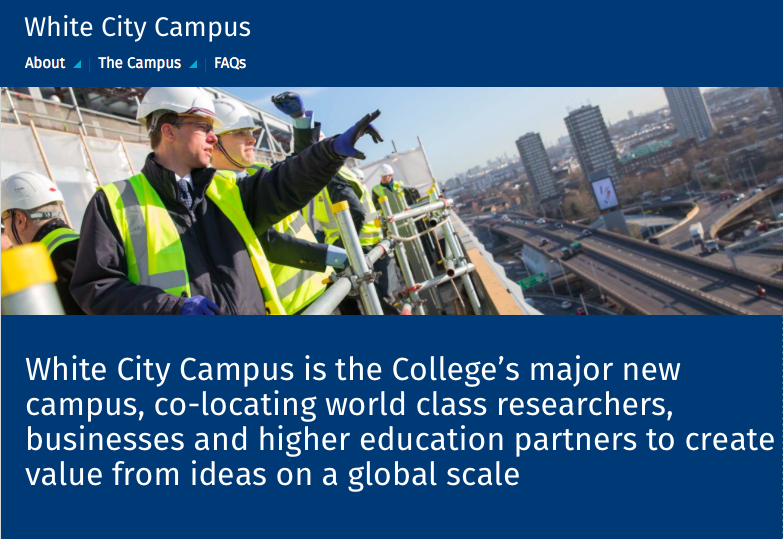 White City Campus
About
The Campus
FAQs
White City Campus is the College’s major new
campus, co-locating world class researchers,
businesses and higher education partners to create
value from ideas on a global scale